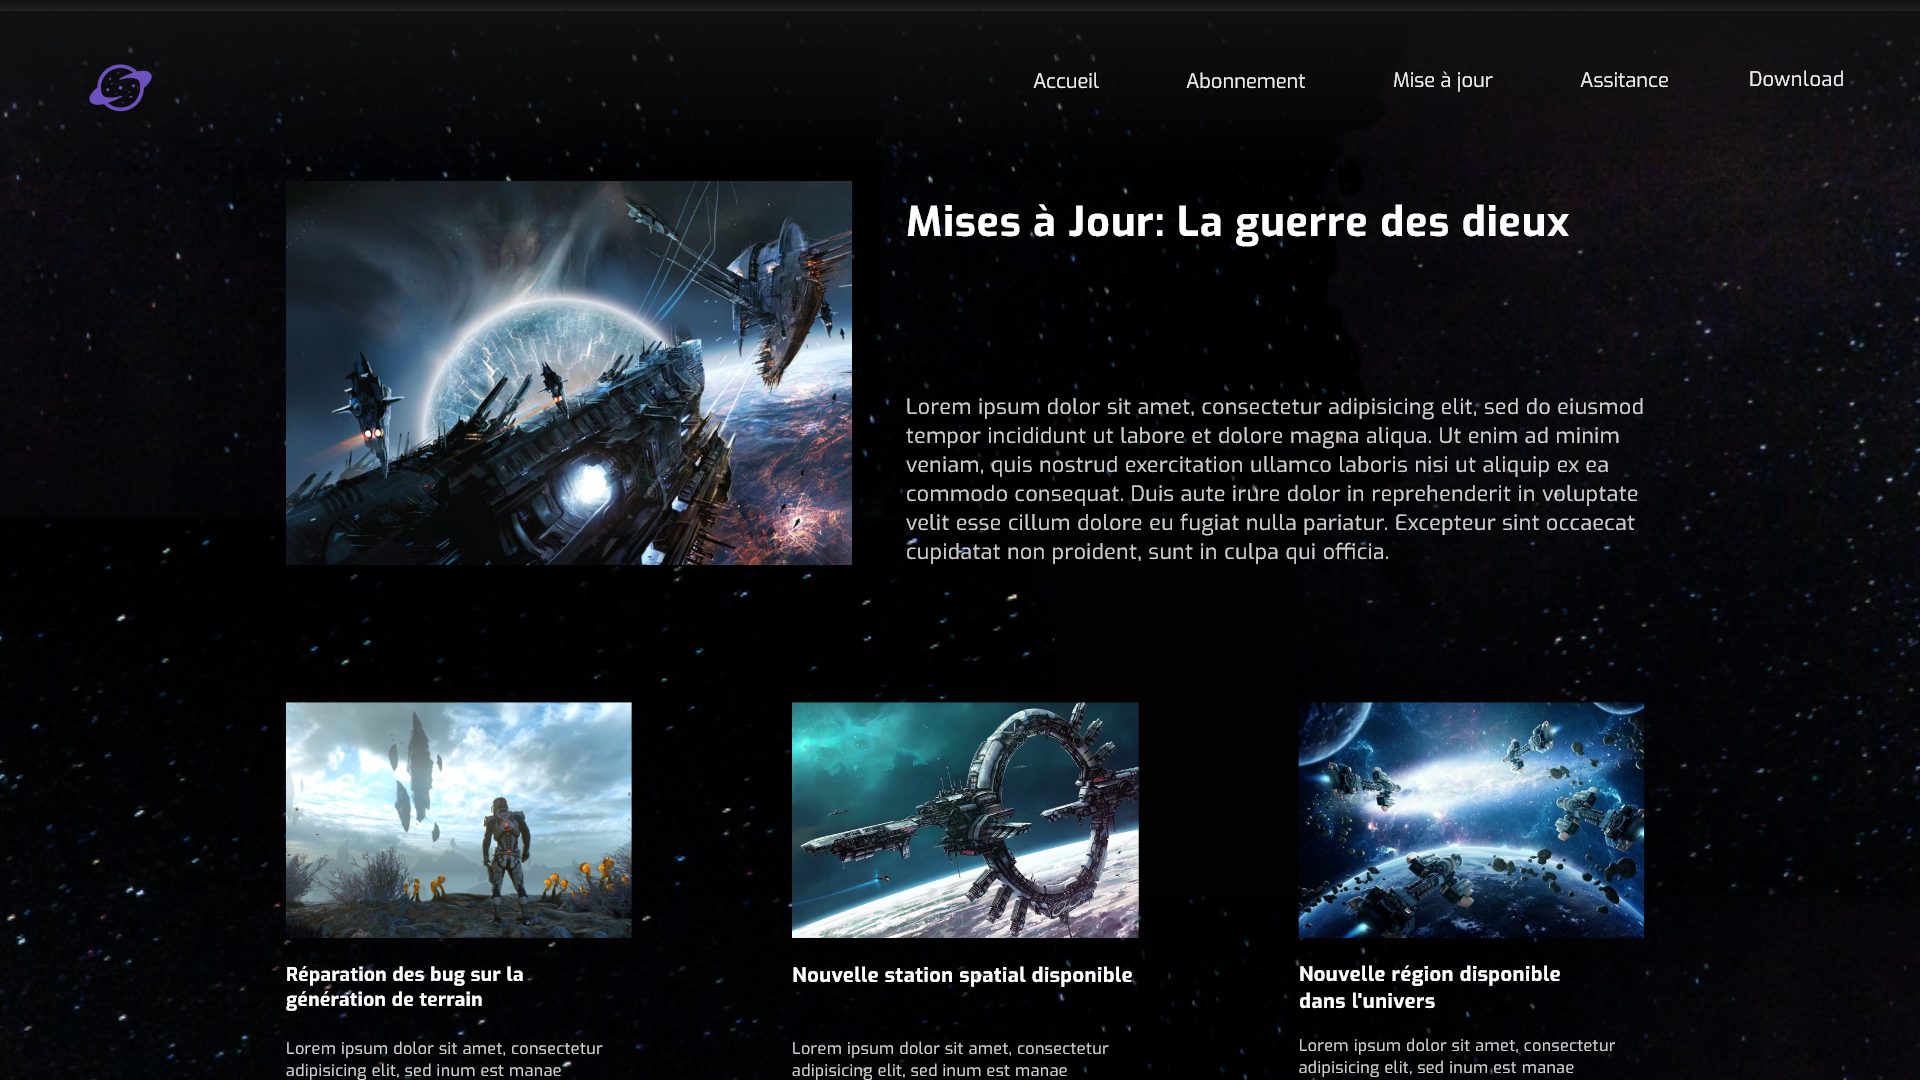 Accueil
Abonnement
Mise à jour
Assitance
Download
Mises à Jour: La guerre des dieux
Lorem ipsum dolor sit amet, consectetur adipisicing elit, sed do eiusmod
tempor incididunt ut labore et dolore magna aliqua. Ut enim ad minim
veniam, quis nostrud exercitation ullamco laboris nisi ut aliquip ex ea
commodo consequat. Duis aute irure dolor in reprehenderit in voluptate
velit esse cillum dolore eu fugiat nulla pariatur. Excepteur sint occaecat
cupidatat non proident, sunt in culpa qui officia.
Réparation des bug sur la
génération de terrain
Lorem ipsum dolor sit amet, consectetur
adipisicing elit, sed inum est manae
Nouvelle station spatial disponible
Lorem ipsum dolor sit amet, consectetur
adipisicing elit, sed inum est manae
Nouvelle région disponible
dans l'univers
Lorem ipsum dolor sit amet, consectetur
adipisicing elit, sed inum est manae